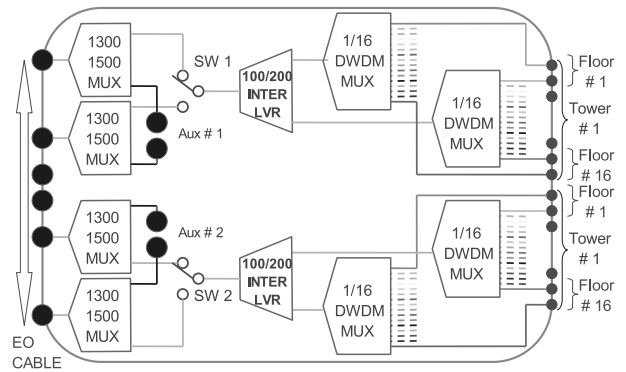 1300
1500
MUX
SW 1
100/200
INTER
LVR
1/16
DWDM
MUX
Floor
# 1
1300
1500
MUX
Aux # 1
1/16
DWDM
MUX
Tower
# 1
Floor
# 16
Floor
# 1
1300
1500
MUX
Aux # 2
1/16
DWDM
MUX
Tower
# 1
100/200
INTER
LVR
1300
1500
MUX
SW 2
1/16
DWDM
MUX
Floor
# 16
EO
CABLE